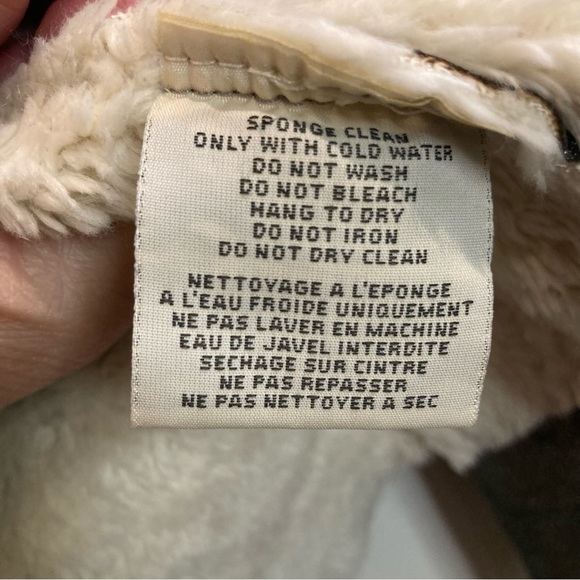 SPONGE CLEAN
ONLY WITH COLD WATER
DO NOT WASH
DO NOT BLEACH
HANG TO DRY
DO NOT IRON
DO NOT DRY CLEAN
NETTOYAGE A L'EPONGE
A L'EAU FROIDE UNIQUEMENT
NE PAS LAVER EN MACHINE
EAU DE JAVEL INTERDITE
SECHAGE SUR CINTRE
NE PAS REPASSER
NE PAS NETTOYER A SEC